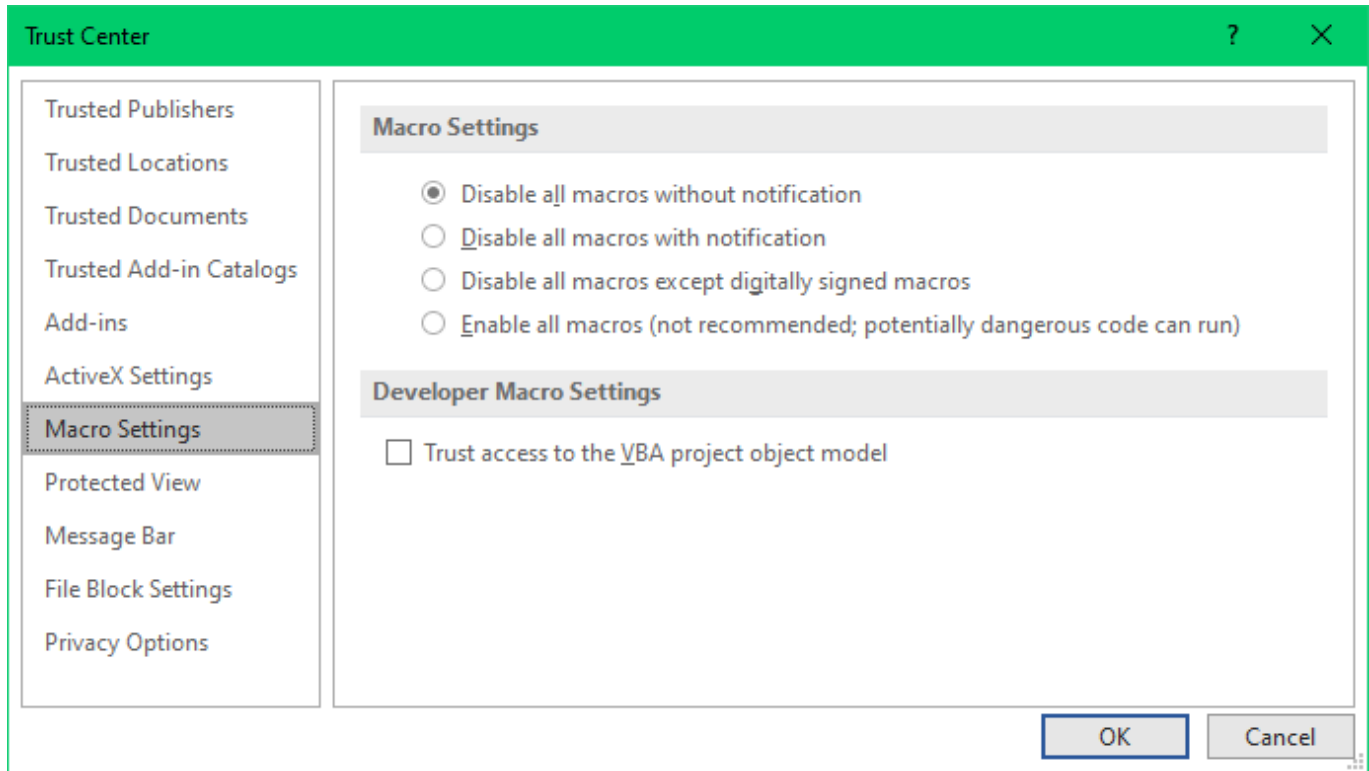 Trust Center
?
Trusted Publishers
Trusted Locations
Trusted Documents
Trusted Add-in Catalogs
Add-ins
ActiveX Settings
Macro Settings
Protected View
Message Bar
File Block Settings
Privacy Options
Macro Settings
Disable all macros without notification
Disable all macros with notification
Disable all macros except digitally signed macros
Enable all macros (not recommended; potentially dangerous code can run)
Developer Macro Settings
Trust access to the VBA project object model
OK
Cancel